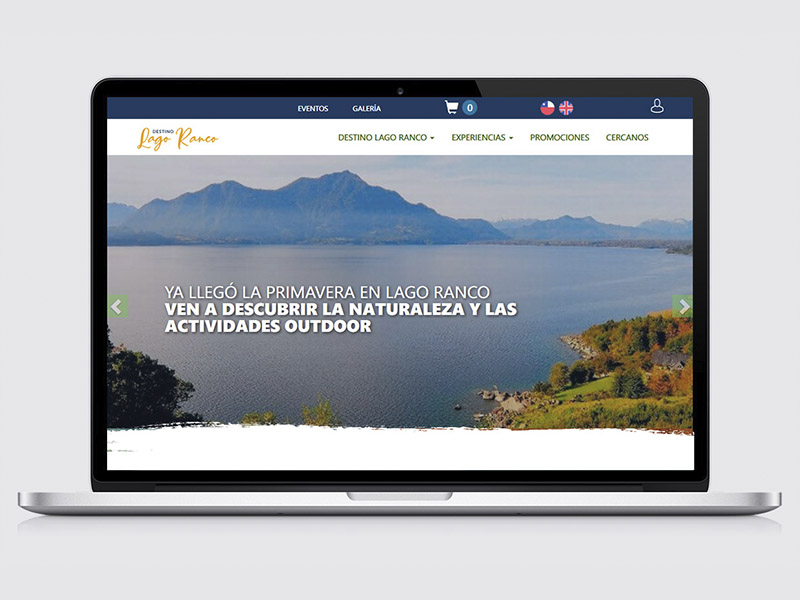 EVENTOS GALERÍA 0
DESTINO
Lago Ranco
DESTINO LAGO RANCO EXPERIENCIAS PROMOCIONES CERCANOS
YA LLEGÓ LA PRIMAVERA EN LAGO RANCO
VEN A DESCUBRIR LA NATURALEZA Y LAS
ACTIVIDADES OUTDOOR